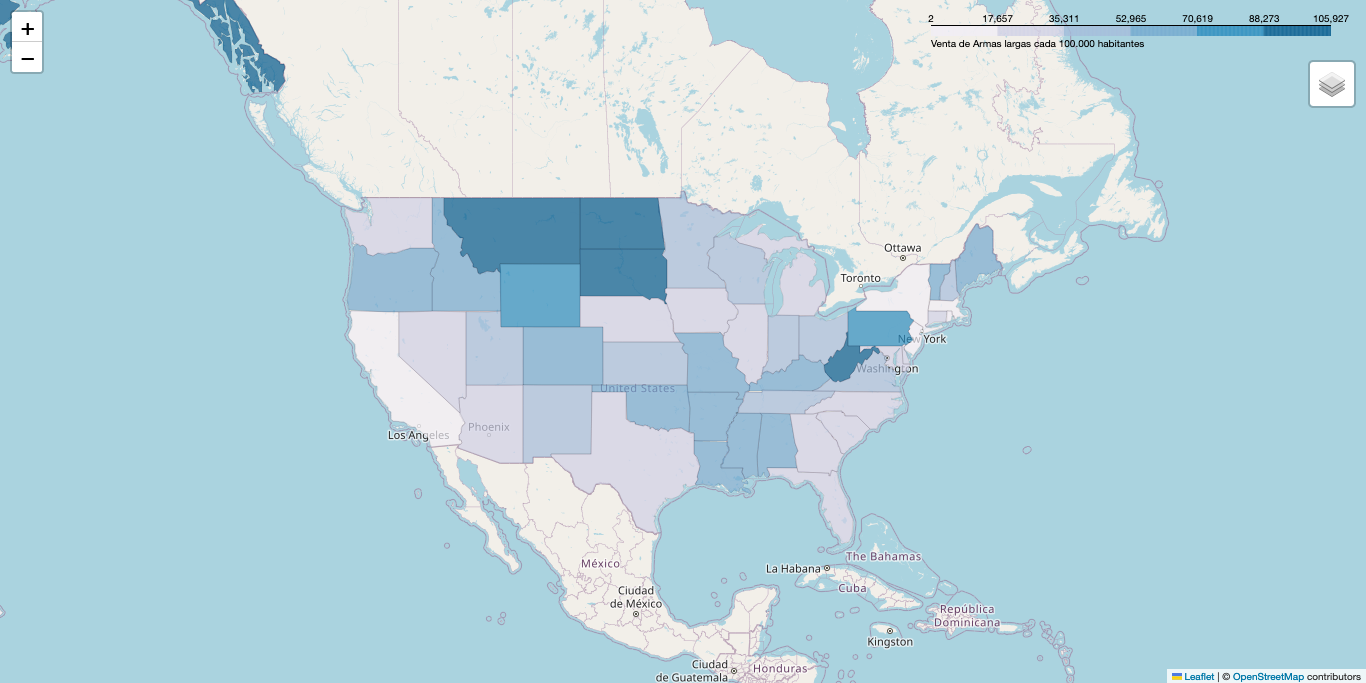 +
−
2 17,657 35,311 52,965 70,619 88,273 105,927
Venta de Armas largas cada 100.000 habitantes
Ottawa
Toronto
New York
Washington
United States
Phoenix
Los Angeles
México
Ciudad
de México
La Habana
The Bahamas
Cuba
República
Dominicana
Kingston
Ciudad
de Guatemala
Honduras
Leaflet | © OpenStreetMap contributors